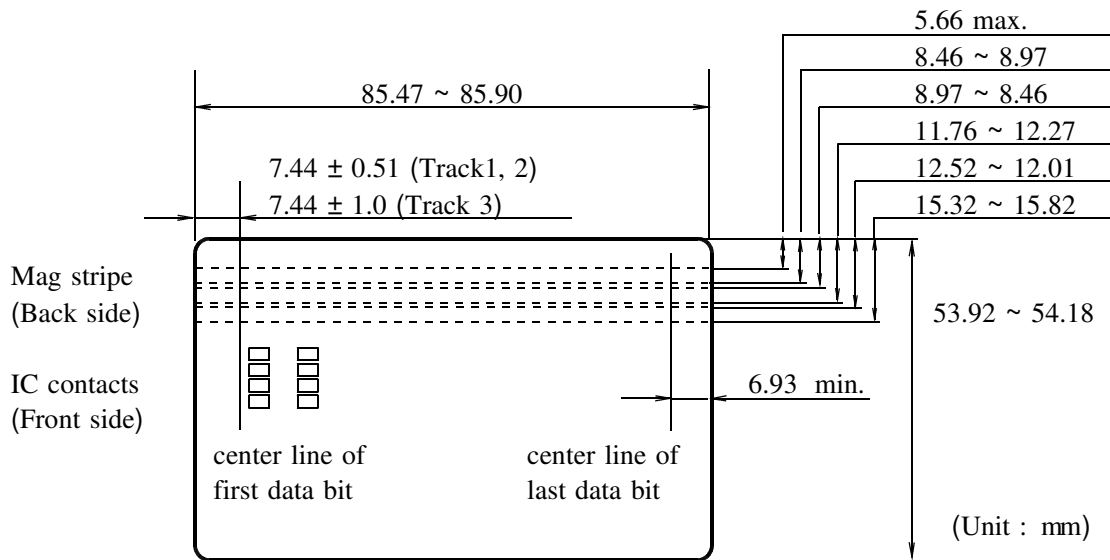 5.66 max.
8.46 ~ 8.97
85.47 ~ 85.90
8.97 ~ 8.46
11.76 ~ 12.27
7.44 ± 0.51 (Track1, 2)
12.52 ~ 12.01
7.44 ± 1.0 (Track 3)
15.32 ~ 15.82
Mag stripe
(Back side)
53.92 ~ 54.18
IC contacts
(Front side)
6.93 min.
center line of
first data bit
center line of
last data bit
(Unit : mm)